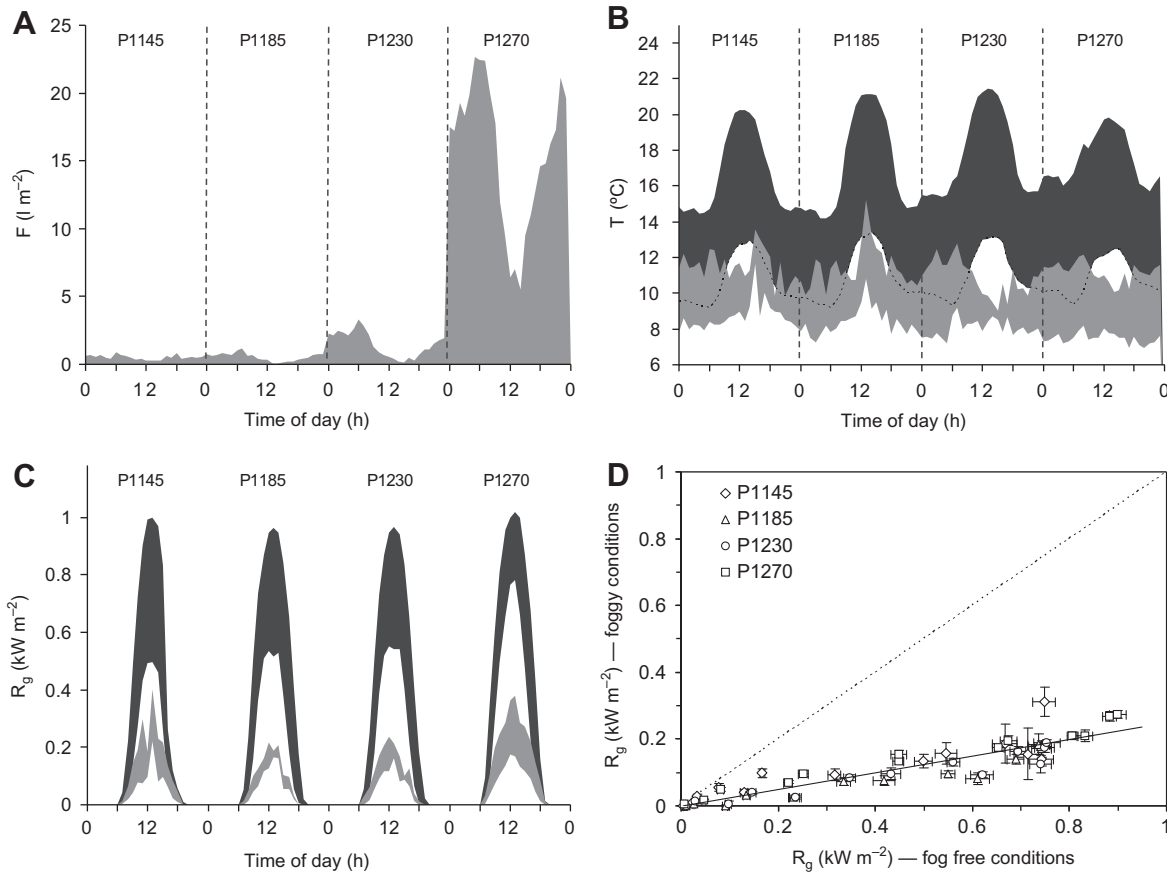 A
P1145 P1185 P1230 P1270
25
20
15
10
5
0
F (l m⁻²)
0 12 0 12 0 12 0 12 0
Time of day (h)
B
P1145 P1185 P1230 P1270
24
22
20
18
16
14
12
10
8
6
T (ºC)
0 12 0 12 0 12 0 12 0
Time of day (h)
C
P1145 P1185 P1230 P1270
1
0.8
0.6
0.4
0.2
0
Rg (kW m⁻²)
0 12 0 12 0 12 0 12 0
Time of day (h)
D
P1145
P1185
P1230
P1270
1
0.8
0.6
0.4
0.2
0
Rg (kW m⁻²) — foggy conditions
0 0.2 0.4 0.6 0.8 1
Rg (kW m⁻²) — fog free conditions